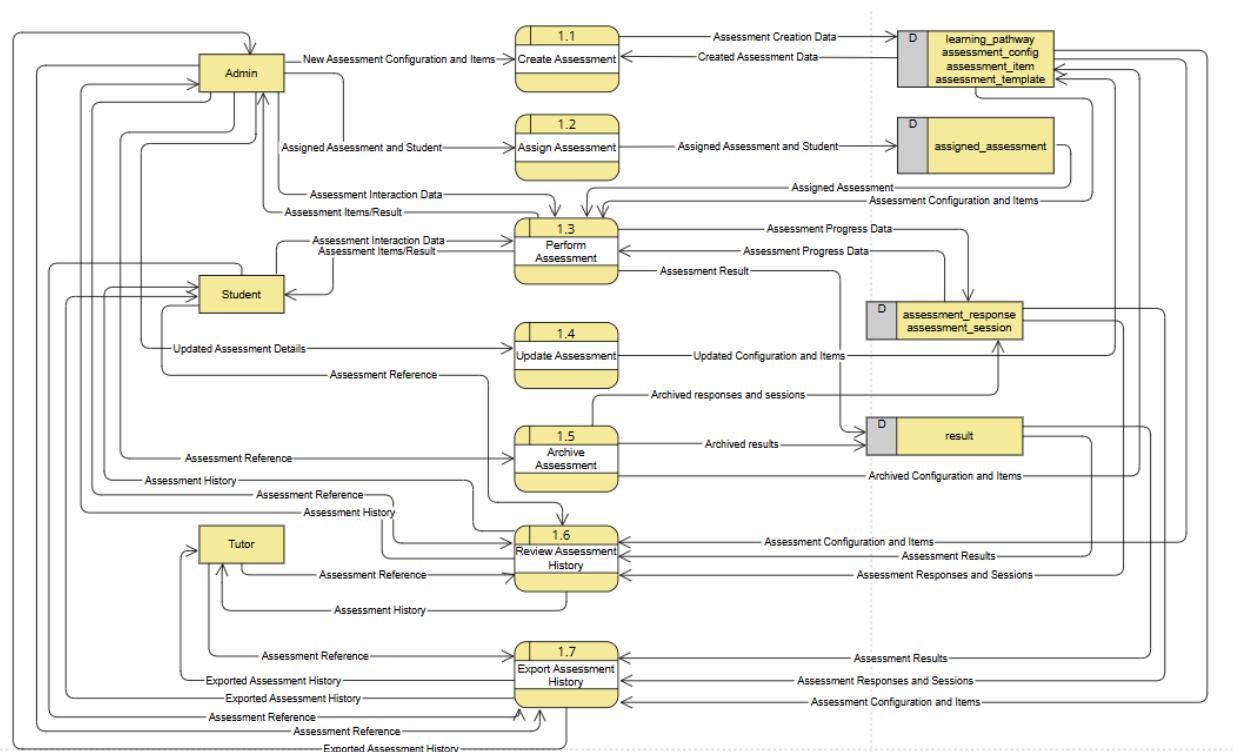 1.1
Create Assessment
Assessment Creation Data
Created Assessment Data
D
learning_pathway
assessment_config
assessment_item
assessment_template
Admin
New Assessment Configuration and Items
1.2
Assign Assessment
Assigned Assessment and Student
Assigned Assessment and Student
D
assigned_assessment
Assessment Interaction Data
Assessment Items/Result
Assigned Assessment
Assessment Configuration and Items
1.3
Perform
Assessment
Assessment Interaction Data
Assessment Items/Result
Assessment Progress Data
Assessment Progress Data
Assessment Result
Student
D
assessment_response
assessment_session
1.4
Update Assessment
Updated Assessment Details
Updated Configuration and Items
Assessment Reference
Archived responses and sessions
1.5
Archive
Assessment
Archived results
D
result
Assessment Reference
Archived Configuration and Items
Assessment History
Assessment Reference
Assessment History
1.6
Review Assessment
History
Assessment Configuration and Items
Assessment Results
Assessment Responses and Sessions
Tutor
Assessment Reference
Assessment History
1.7
Export Assessment
History
Assessment Reference
Assessment Results
Exported Assessment History
Assessment Responses and Sessions
Exported Assessment History
Assessment Configuration and Items
Assessment Reference
Assessment Reference
Exported Assessment History